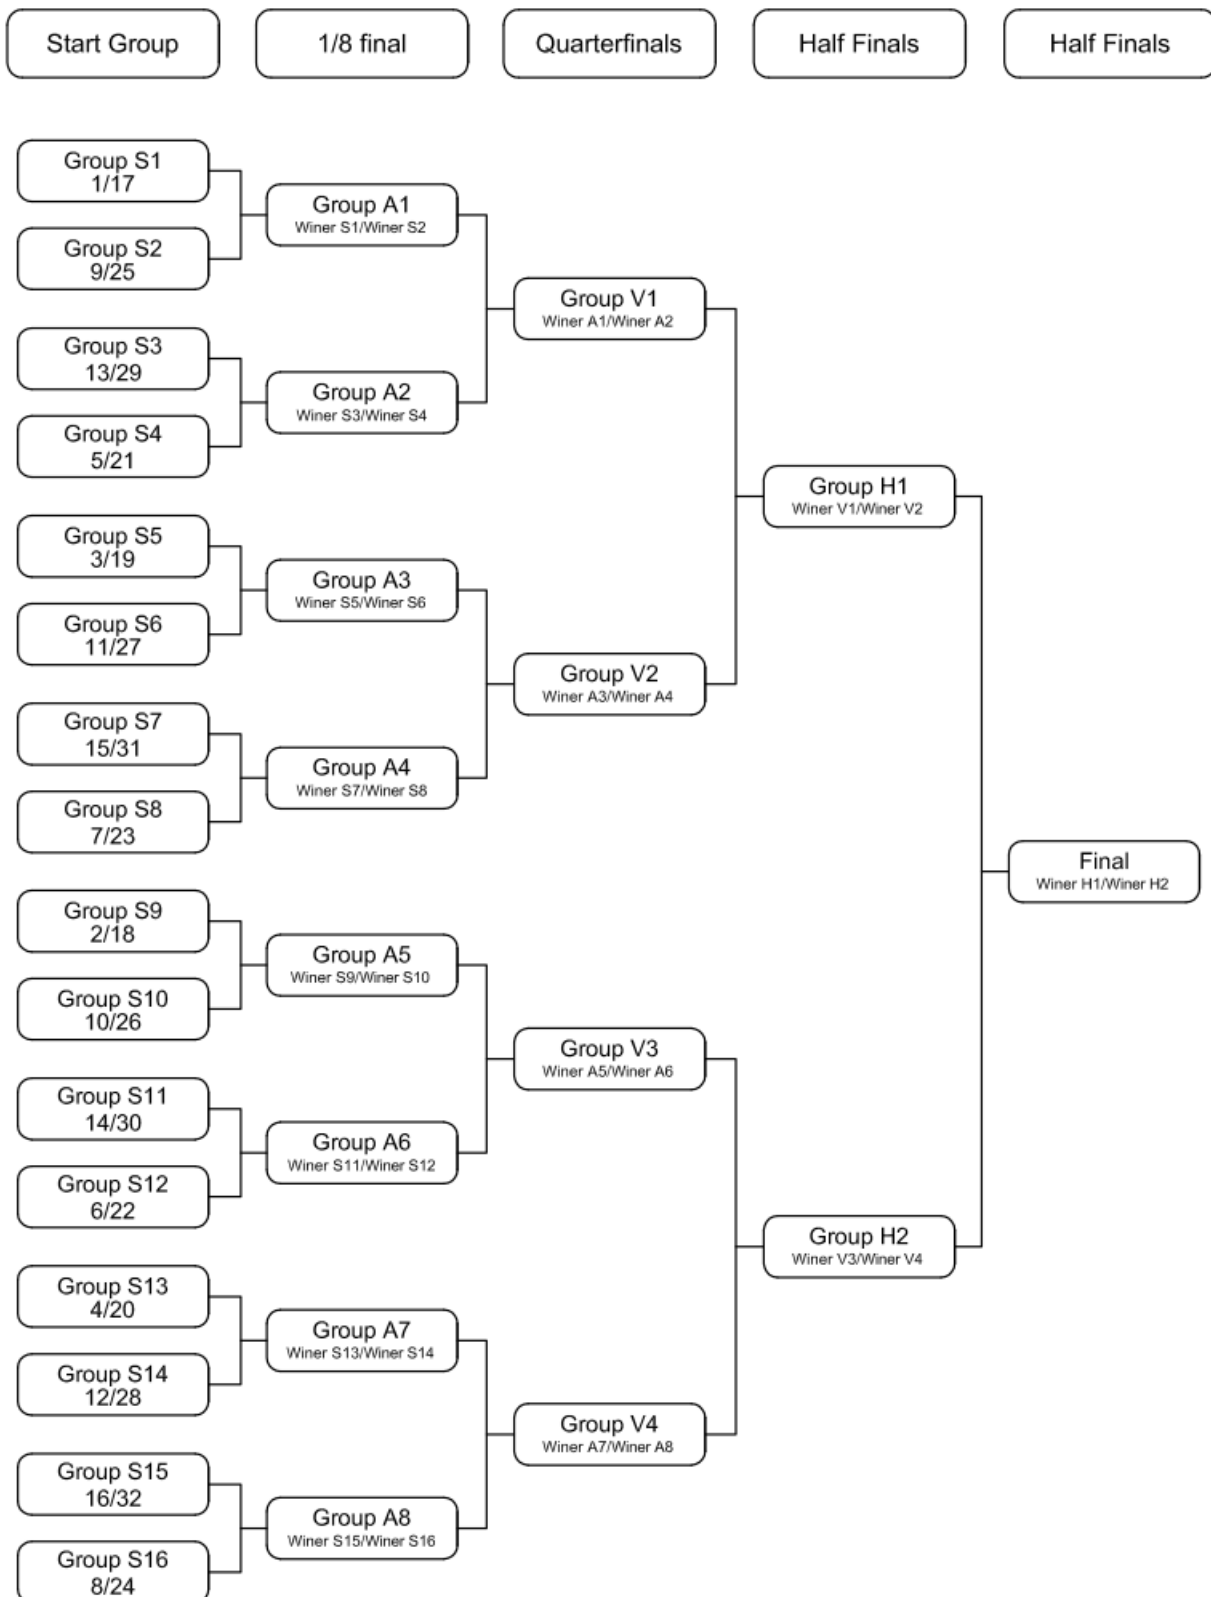 Start Group
1/8 final
Quarterfinals
Half Finals
Half Finals
Group S1
1/17
Group S2
9/25
Group S3
13/29
Group S4
5/21
Group S5
3/19
Group S6
11/27
Group S7
15/31
Group S8
7/23
Group S9
2/18
Group S10
10/26
Group S11
14/30
Group S12
6/22
Group S13
4/20
Group S14
12/28
Group S15
16/32
Group S16
8/24
Group A1
Winer S1/Winer S2
Group A2
Winer S3/Winer S4
Group A3
Winer S5/Winer S6
Group A4
Winer S7/Winer S8
Group A5
Winer S9/Winer S10
Group A6
Winer S11/Winer S12
Group A7
Winer S13/Winer S14
Group A8
Winer S15/Winer S16
Group V1
Winer A1/Winer A2
Group V2
Winer A3/Winer A4
Group V3
Winer A5/Winer A6
Group V4
Winer A7/Winer A8
Group H1
Winer V1/Winer V2
Group H2
Winer V3/Winer V4
Final
Winer H1/Winer H2